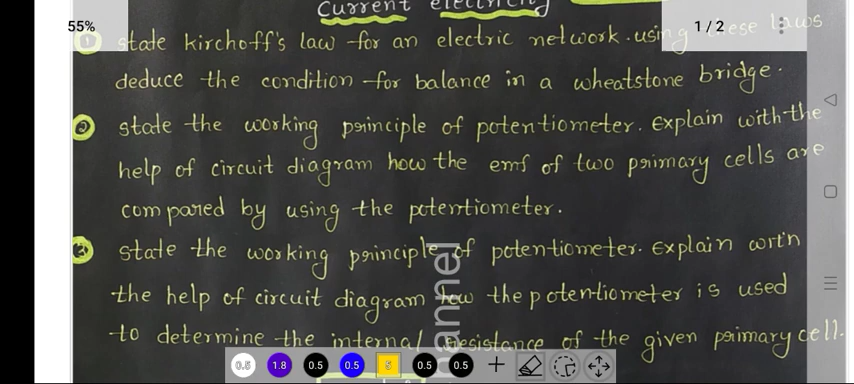 Current electricity
55%
1 / 2
① state kirchoff's law for an electric network. using these laws
deduce the condition for balance in a wheatstone bridge.
② state the working principle of potentiometer. Explain with the
help of circuit diagram how the emf of two primary cells are
compared by using the potentiometer.
state the working principle of potentiometer. Explain with
the help of circuit diagram how the potentiometer is used
to determine the internal resistance of the given primary cell.
0.5 1.8 0.5 0.5 5 0.5 0.5